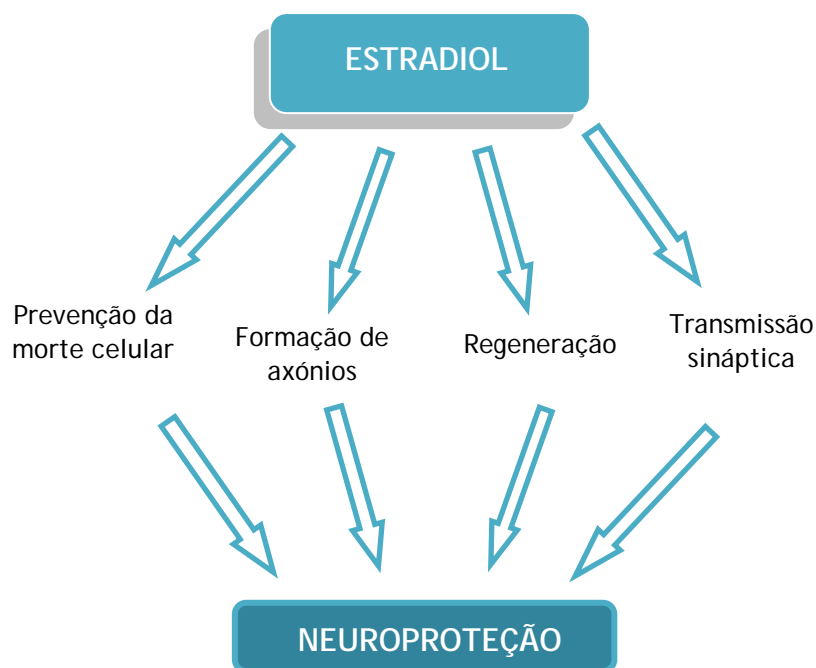 ESTRADIOL
Prevenção da
morte celular
Formação de
axónios
Regeneração
Transmissão
sináptica
NEUROPROTEÇÃO